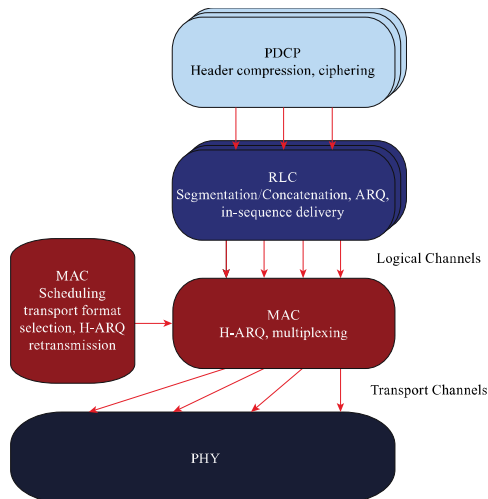 PDCP
Header compression, ciphering
RLC
Segmentation/Concatenation, ARQ,
in-sequence delivery
Logical Channels
MAC
Scheduling
transport format
selection, H-ARQ
retransmission
MAC
H-ARQ, multiplexing
Transport Channels
PHY